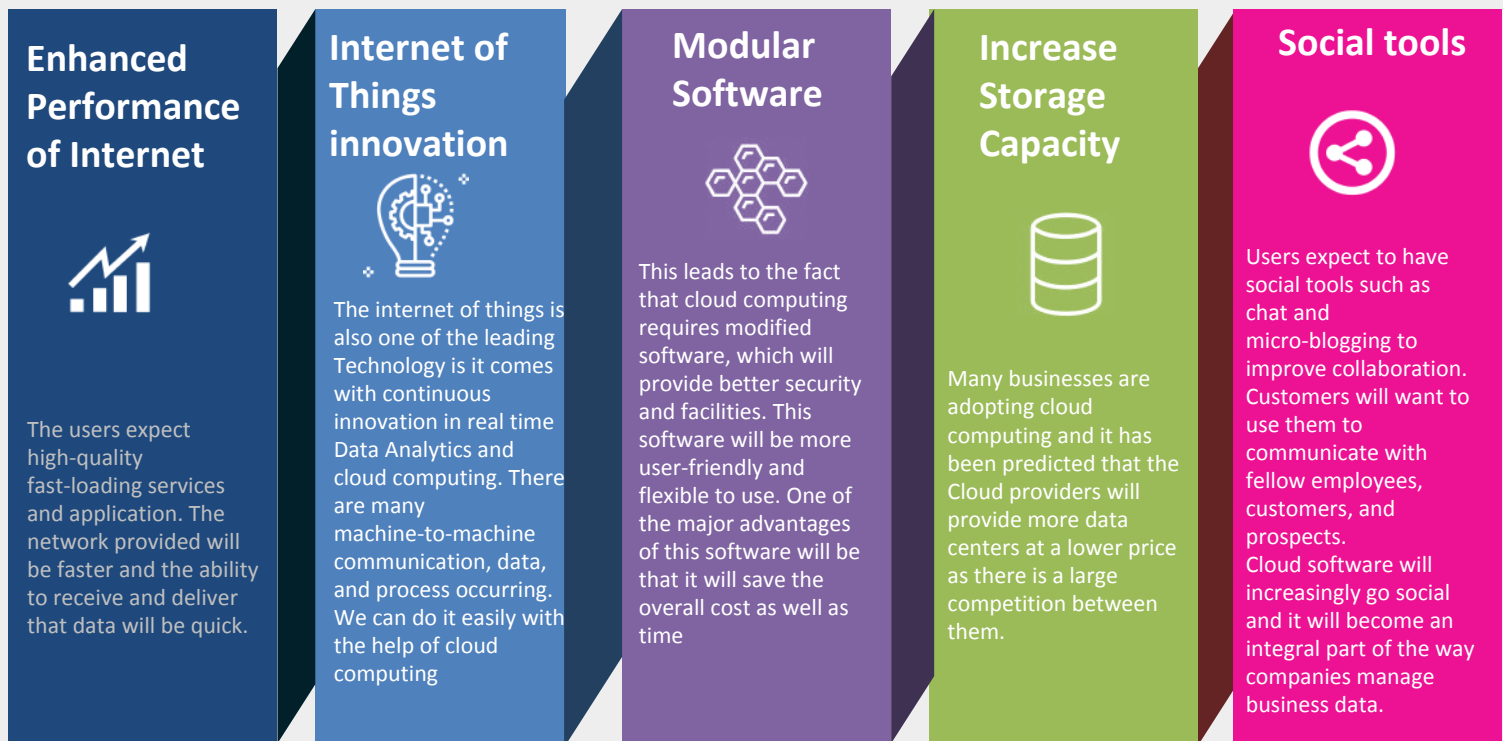 Enhanced
Performance
of Internet
The users expect
high-quality
fast-loading services
and application. The
network provided will
be faster and the ability
to receive and deliver
that data will be quick.
Internet of
Things
innovation
The internet of things is
also one of the leading
Technology is it comes
with continuous
innovation in real time
Data Analytics and
cloud computing. There
are many
machine-to-machine
communication, data,
and process occurring.
We can do it easily with
the help of cloud
computing
Modular
Software
This leads to the fact
that cloud computing
requires modified
software, which will
provide better security
and facilities. This
software will be more
user-friendly and
flexible to use. One of
the major advantages
of this software will be
that it will save the
overall cost as well as
time
Increase
Storage
Capacity
Many businesses are
adopting cloud
computing and it has
been predicted that the
Cloud providers will
provide more data
centers at a lower price
as there is a large
competition between
them.
Social tools
Users expect to have
social tools such as
chat and
micro-blogging to
improve collaboration.
Customers will want to
use them to
communicate with
fellow employees,
customers, and
prospects.
Cloud software will
increasingly go social
and it will become an
integral part of the way
companies manage
business data.